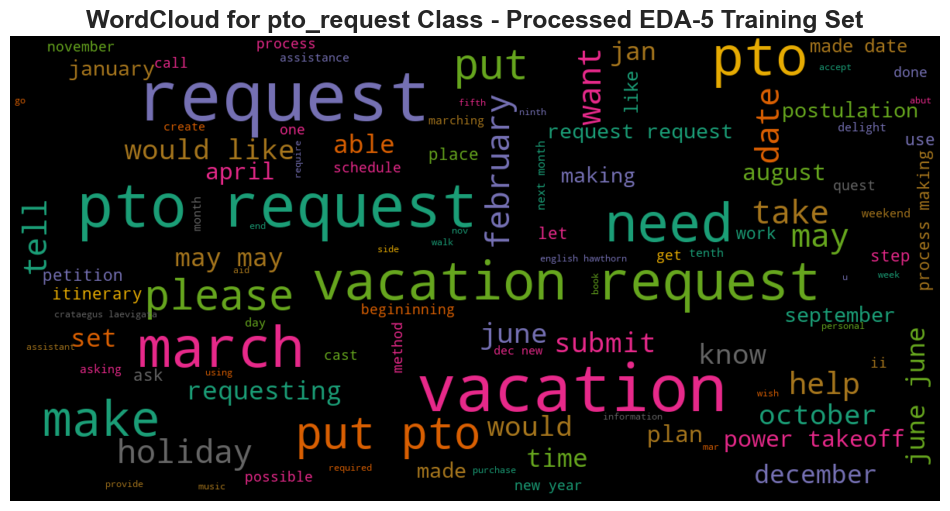 WordCloud for pto_request Class - Processed EDA-5 Training Set
november
process
assistance
january
call
put
want
jan
like
pto
made date
accept
done
go
request
fifth
ninth
february
marching
abut
date
postulation
delight
create
one
able
request request
use
would like
require
schedule
place
next month
making
august
quest
process making
april
pto request
month
end
nov
walk
let
need
work
take
weekend
may
tell
may may
aid
side
english hawthorn
get
tenth
step
petition
itinerary
please
vacation request
book
u
week
crataegus laevigata
begininning
september
personal
day
set
march
method
june
dec new
submit
know
ii
june june
assistant
asking
ask
cast
using
requesting
vacation
wish
help
make
information
october
holiday
put pto
would
plan
mar
power takeoff
made
time
possible
required
purchase
new year
december
provide
music